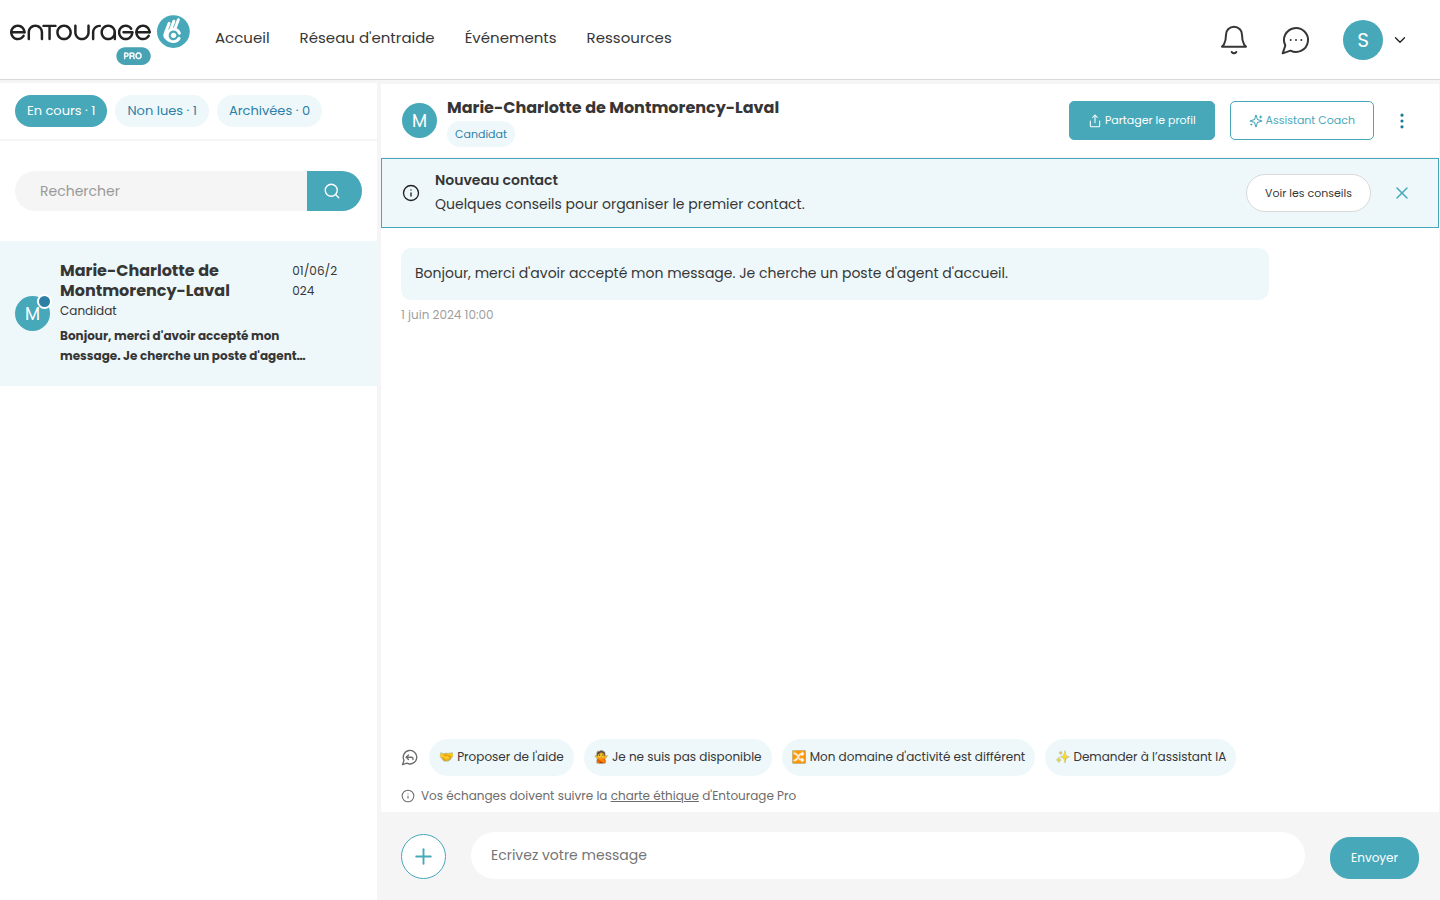 entourage
PRO
Accueil
Réseau d'entraide
Événements
Ressources
S
En cours · 1
Non lues · 1
Archivées · 0
Rechercher
Marie-Charlotte de
Montmorency-Laval
01/06/2
024
M
Candidat
Bonjour, merci d'avoir accepté mon
message. Je cherche un poste d'agent...
M
Marie-Charlotte de Montmorency-Laval
Candidat
Partager le profil
Assistant Coach
Nouveau contact
Quelques conseils pour organiser le premier contact.
Voir les conseils
Bonjour, merci d'avoir accepté mon message. Je cherche un poste d'agent d'accueil.
1 juin 2024 10:00
🤝 Proposer de l'aide
🤷 Je ne suis pas disponible
🔀 Mon domaine d'activité est différent
✨ Demander à l'assistant IA
Vos échanges doivent suivre la charte éthique d'Entourage Pro
Ecrivez votre message
Envoyer